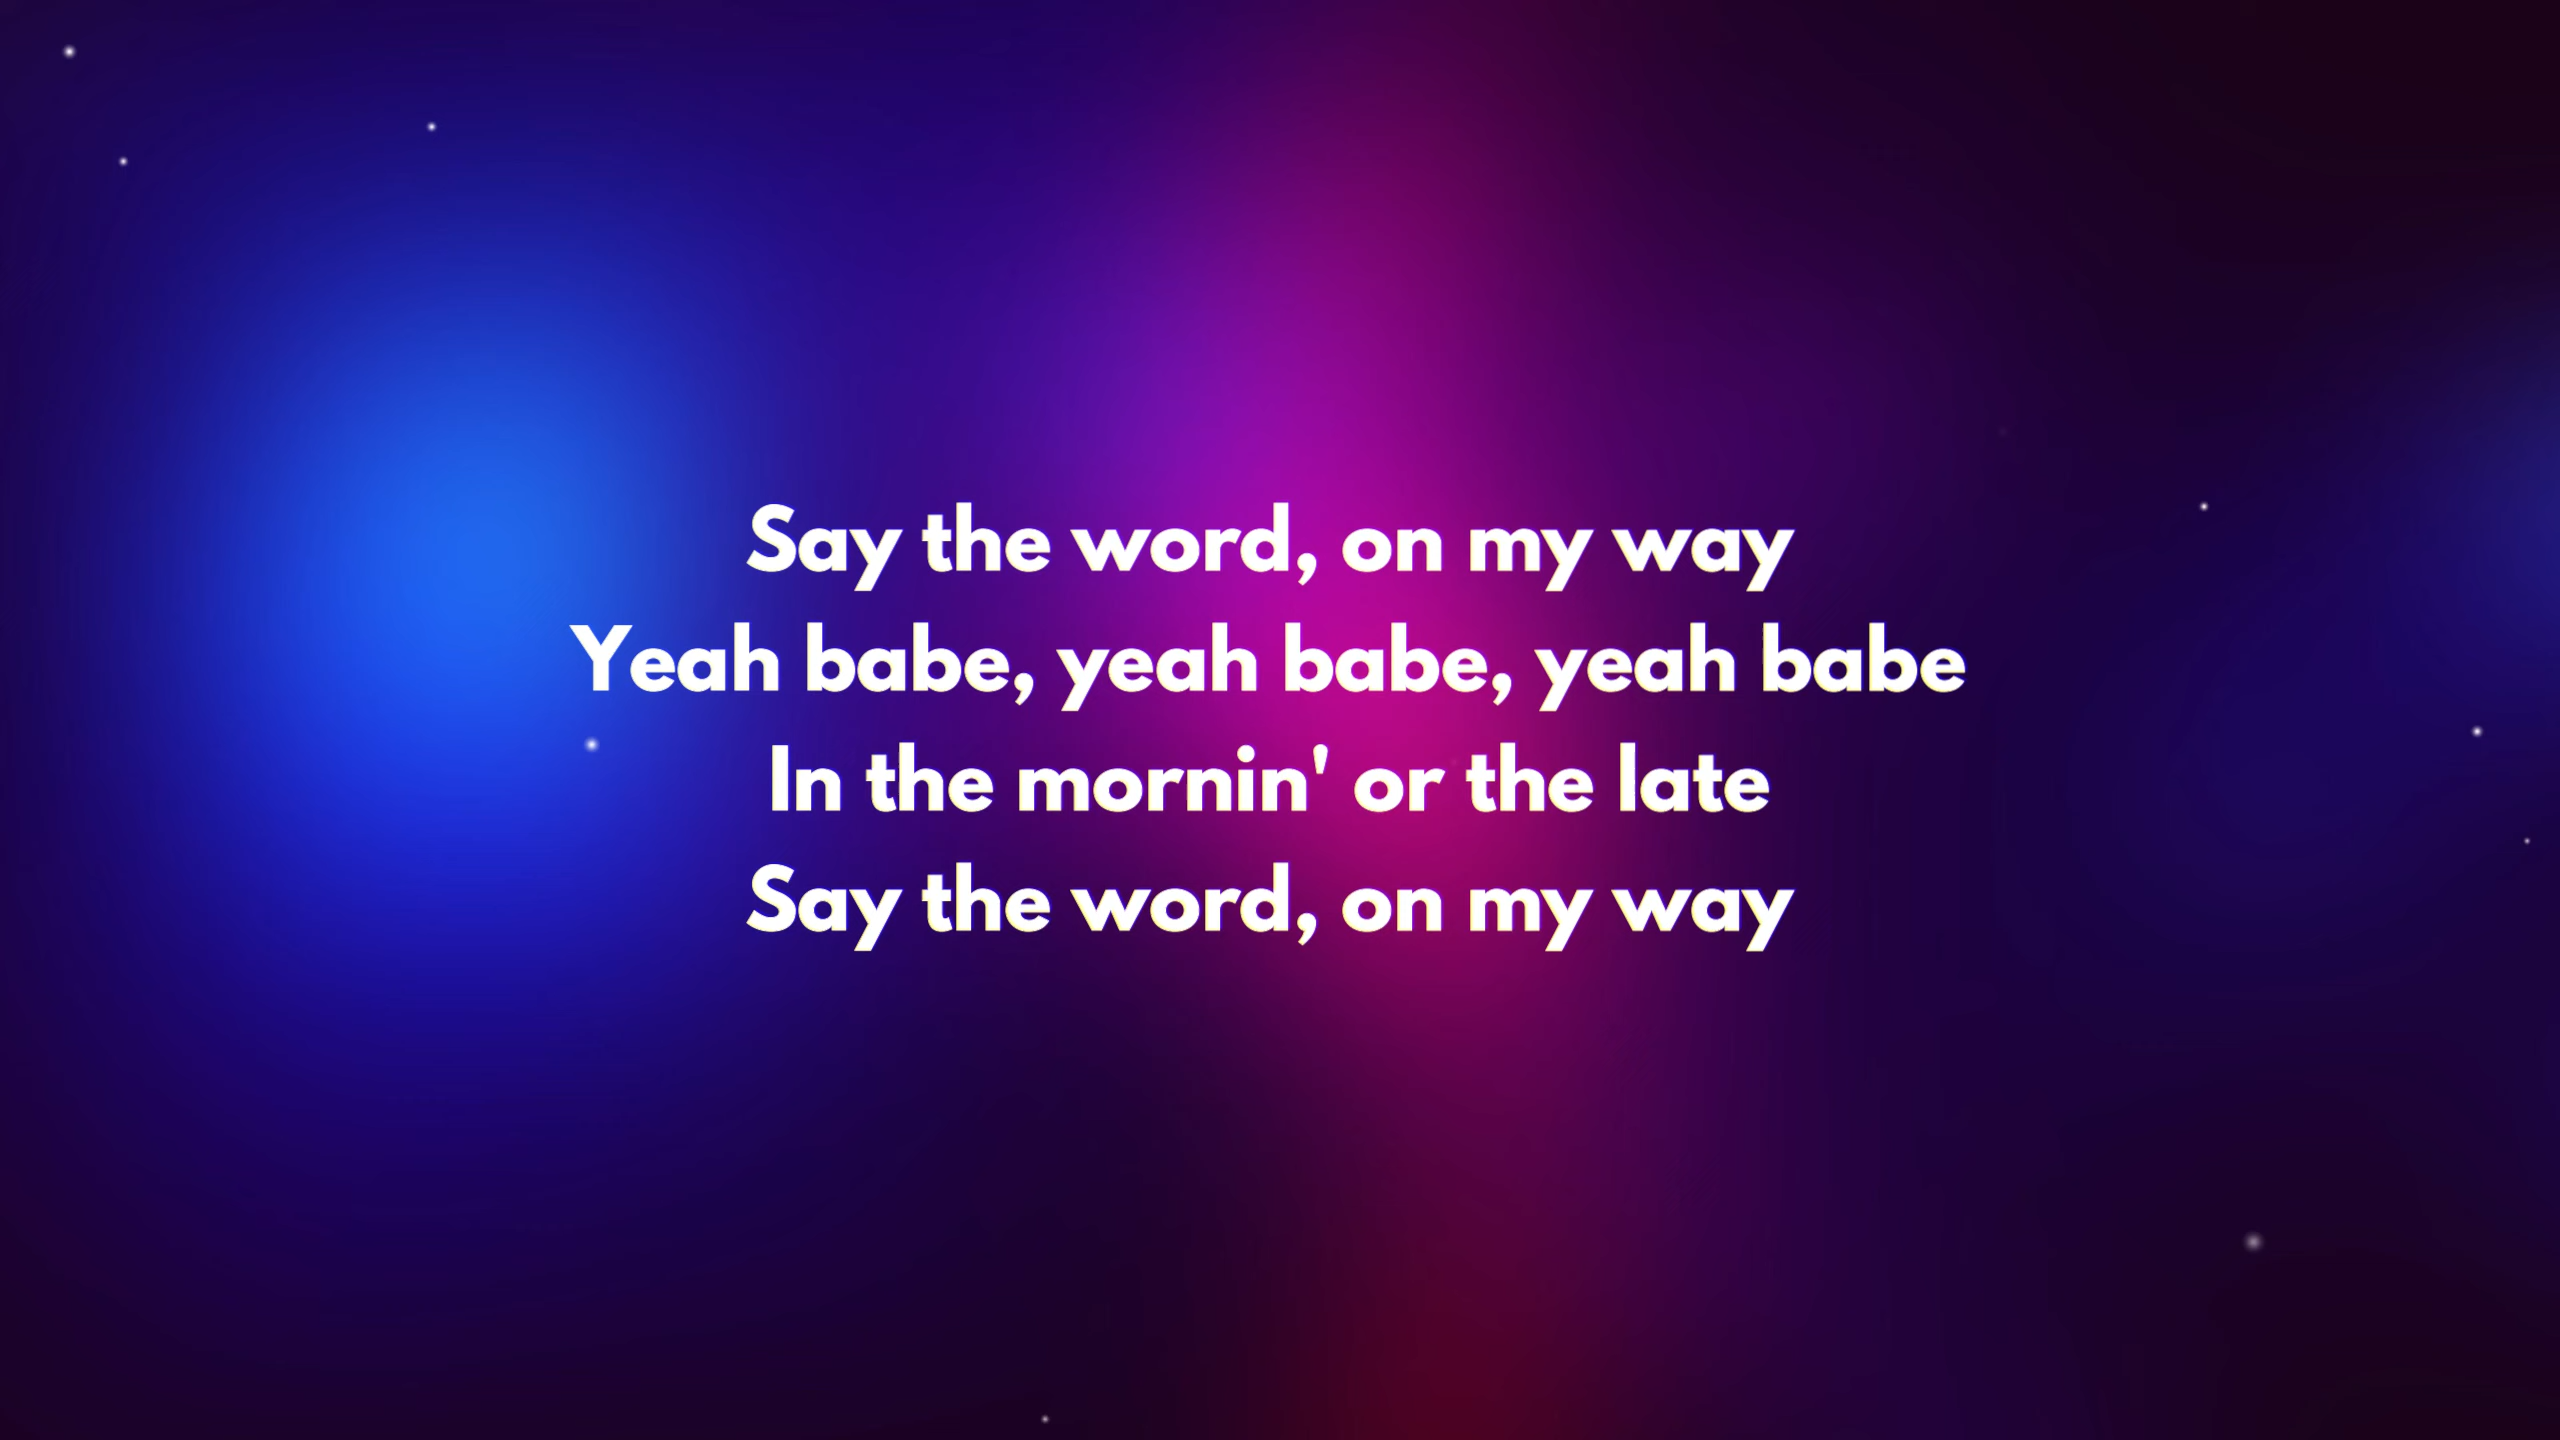 Say the word, on my way
Yeah babe, yeah babe, yeah babe
In the mornin' or the late
Say the word, on my way